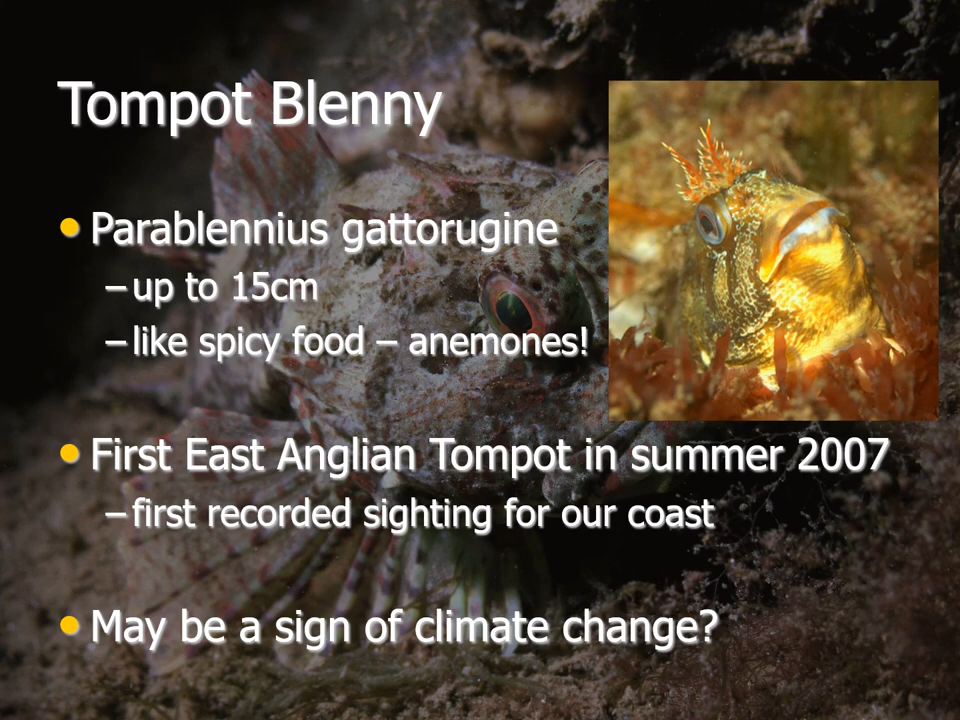 Tompot Blenny
• Parablennius gattorugine
– up to 15cm
– like spicy food – anemones!
• First East Anglian Tompot in summer 2007
– first recorded sighting for our coast
• May be a sign of climate change?